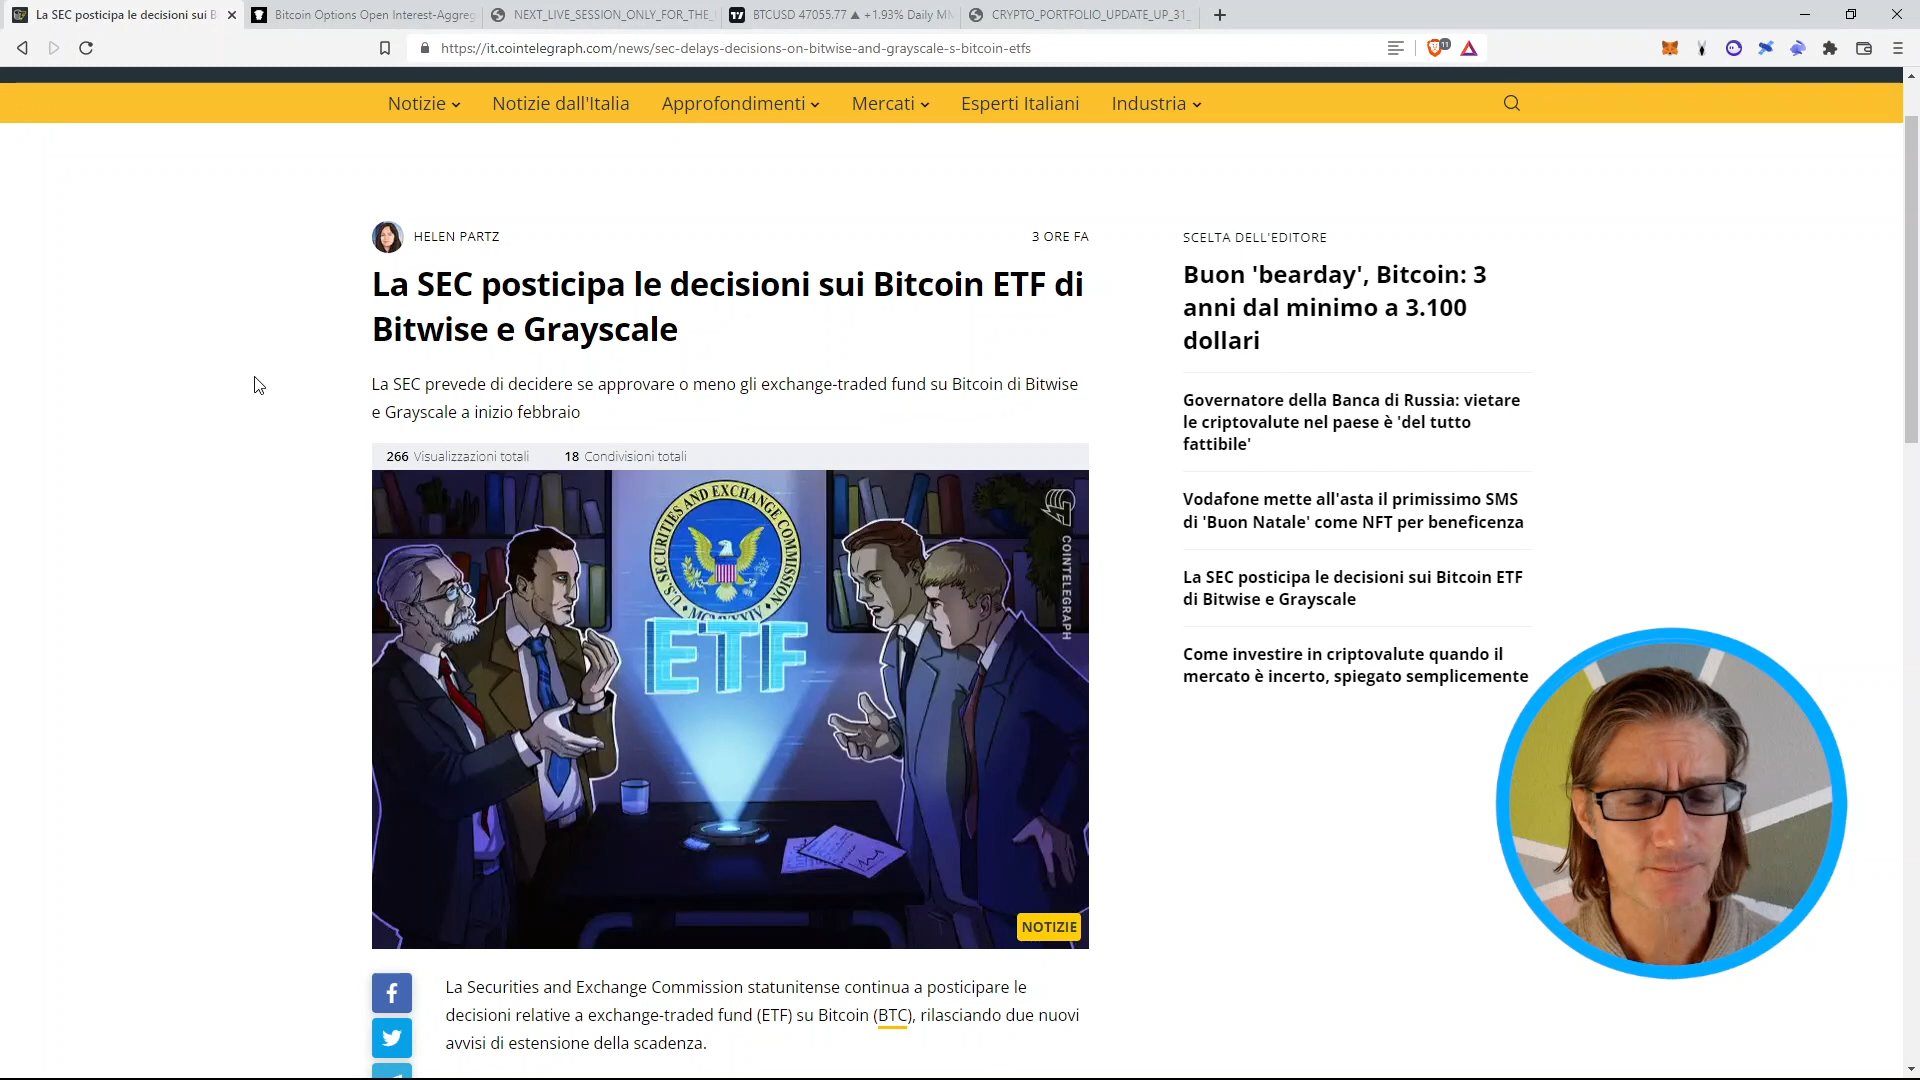 La SEC posticipa le decisioni sui B
Bitcoin Options Open Interest-Aggreg
NEXT_LIVE_SESSION_ONLY_FOR_THE_
BTCUSD 47055.77 ▲ +1.93% Daily MN
CRYPTO_PORTFOLIO_UPDATE_UP_31_
https://it.cointelegraph.com/news/sec-delays-decisions-on-bitwise-and-grayscale-s-bitcoin-etfs
11
Notizie
Notizie dall'Italia
Approfondimenti
Mercati
Esperti Italiani
Industria
HELEN PARTZ
3 ORE FA
La SEC posticipa le decisioni sui Bitcoin ETF di
Bitwise e Grayscale
La SEC prevede di decidere se approvare o meno gli exchange-traded fund su Bitcoin di Bitwise
e Grayscale a inizio febbraio
266 Visualizzazioni totali
18 Condivisioni totali
U.S. SECURITIES AND EXCHANGE COMMISSION
MCMXXXIV
ETF
COINTELEGRAPH
NOTIZIE
La Securities and Exchange Commission statunitense continua a posticipare le
decisioni relative a exchange-traded fund (ETF) su Bitcoin (BTC), rilasciando due nuovi
avvisi di estensione della scadenza.
SCELTA DELL'EDITORE
Buon 'bearday', Bitcoin: 3
anni dal minimo a 3.100
dollari
Governatore della Banca di Russia: vietare
le criptovalute nel paese è 'del tutto
fattibile'
Vodafone mette all'asta il primissimo SMS
di 'Buon Natale' come NFT per beneficenza
La SEC posticipa le decisioni sui Bitcoin ETF
di Bitwise e Grayscale
Come investire in criptovalute quando il
mercato è incerto, spiegato semplicemente